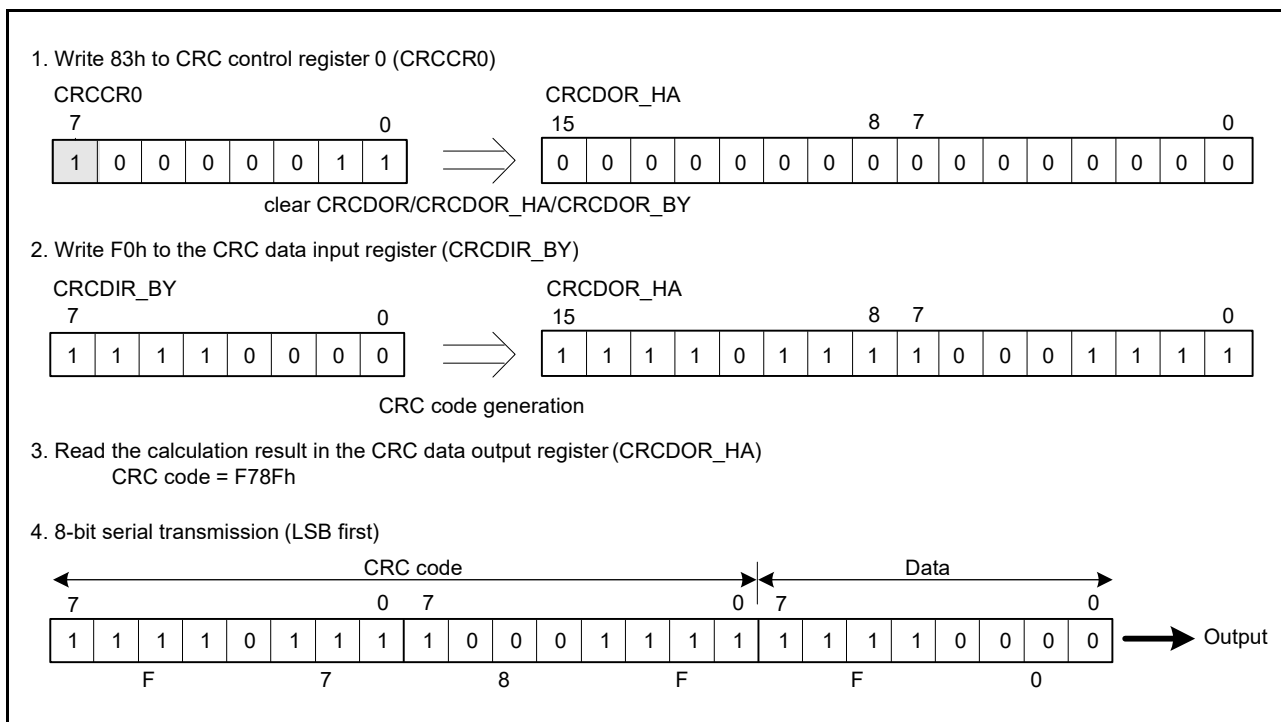 1. Write 83h to CRC control register 0 (CRCCR0)
CRCCR0 CRCDOR_HA
7 0 15 8 7 0
1 0 0 0 0 0 1 1 0 0 0 0 0 0 0 0 0 0 0 0 0 0 0 0
clear CRCDOR/CRCDOR_HA/CRCDOR_BY
2. Write F0h to the CRC data input register (CRCDIR_BY)
CRCDIR_BY CRCDOR_HA
7 0 15 8 7 0
1 1 1 1 0 0 0 0 1 1 1 1 0 1 1 1 1 0 0 0 1 1 1 1
CRC code generation
3. Read the calculation result in the CRC data output register (CRCDOR_HA)
CRC code = F78Fh
4. 8-bit serial transmission (LSB first)
CRC code Data
7 0 7 0 7 0
1 1 1 1 0 1 1 1 1 0 0 0 1 1 1 1 1 1 1 1 0 0 0 0 Output
F 7 8 F F 0